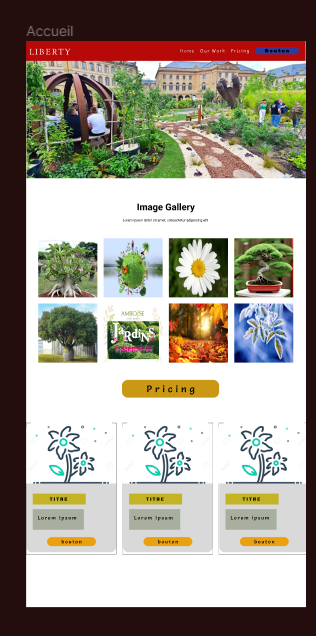 Accueil
LIBERTY
Home Our Work Pricing bouton
Image Gallery
Lorem ipsum dolor sit amet, consectetur adipiscing elit
AMBOISE
JaRdiNs
Pricing
TITRE TITRE TITRE
Lorem Ipsum Lorem Ipsum Lorem Ipsum
bouton bouton bouton